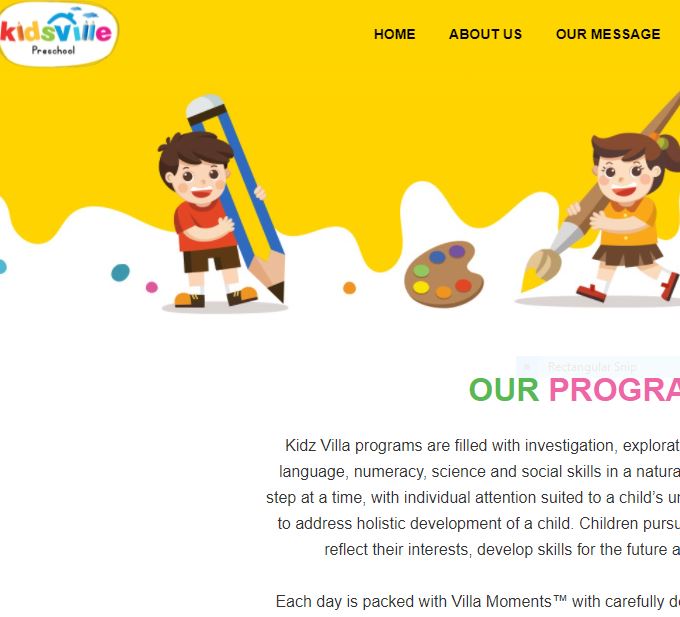 kidsville
Preschool
HOME ABOUT US OUR MESSAGE
Rectangular Snip
OUR PROGRA
Kidz Villa programs are filled with investigation, explorat
language, numeracy, science and social skills in a natura
step at a time, with individual attention suited to a child’s u
to address holistic development of a child. Children pursu
reflect their interests, develop skills for the future a
Each day is packed with Villa Moments™ with carefully d